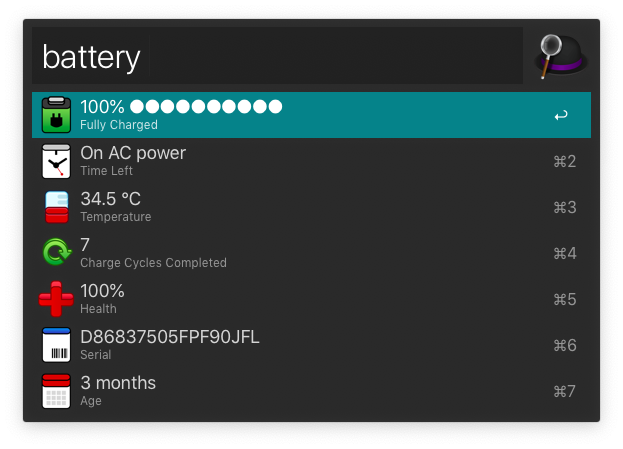 battery
100% ●●●●●●●●●●
Fully Charged
↩
On AC power
Time Left
⌘2
34.5 °C
Temperature
⌘3
7
Charge Cycles Completed
⌘4
100%
Health
⌘5
D86837505FPF90JFL
Serial
⌘6
3 months
Age
⌘7